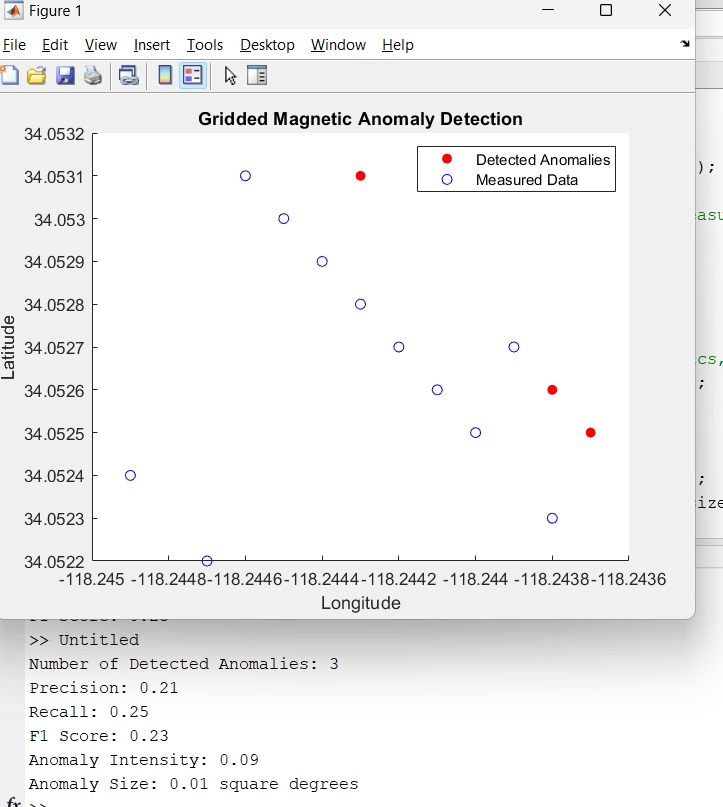 Figure 1
File Edit View Insert Tools Desktop Window Help
Gridded Magnetic Anomaly Detection
Detected Anomalies
Measured Data
34.0532
34.0531
34.053
34.0529
34.0528
34.0527
34.0526
34.0525
34.0524
34.0523
34.0522
Latitude
-118.245 -118.2448 -118.2446 -118.2444 -118.2442 -118.244 -118.2438 -118.2436
Longitude
);
asu
cs,
;
;
ize
>> Untitled
Number of Detected Anomalies: 3
Precision: 0.21
Recall: 0.25
F1 Score: 0.23
Anomaly Intensity: 0.09
Anomaly Size: 0.01 square degrees
fx >>